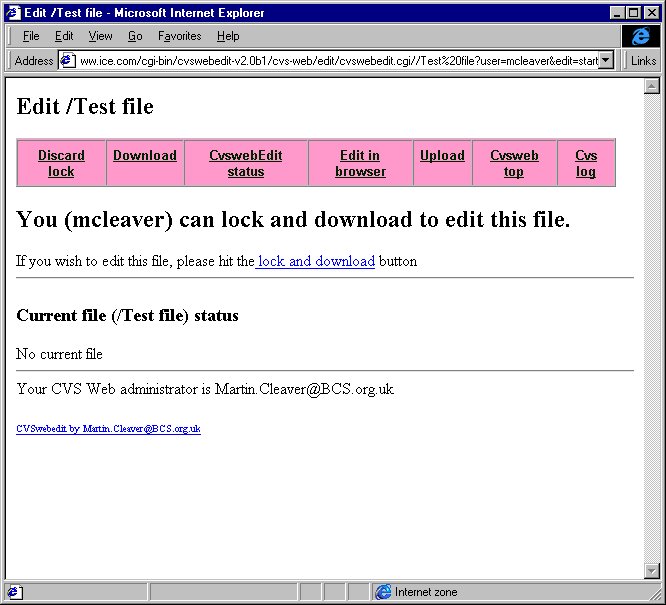 Edit /Test file - Microsoft Internet Explorer
File Edit View Go Favorites Help
Address ww.ice.com/cgi-bin/cvswebedit-v2.0b1/cvs-web/edit/cvswebedit.cgi//Test%20file?user=mcleaver&edit=start Links
Edit /Test file
Discard lock Download CvswebEdit status Edit in browser Upload Cvsweb top Cvs log
You (mcleaver) can lock and download to edit this file.
If you wish to edit this file, please hit the lock and download button
Current file (/Test file) status
No current file
Your CVS Web administrator is Martin.Cleaver@BCS.org.uk
CVSwebedit by Martin.Cleaver@BCS.org.uk
Internet zone